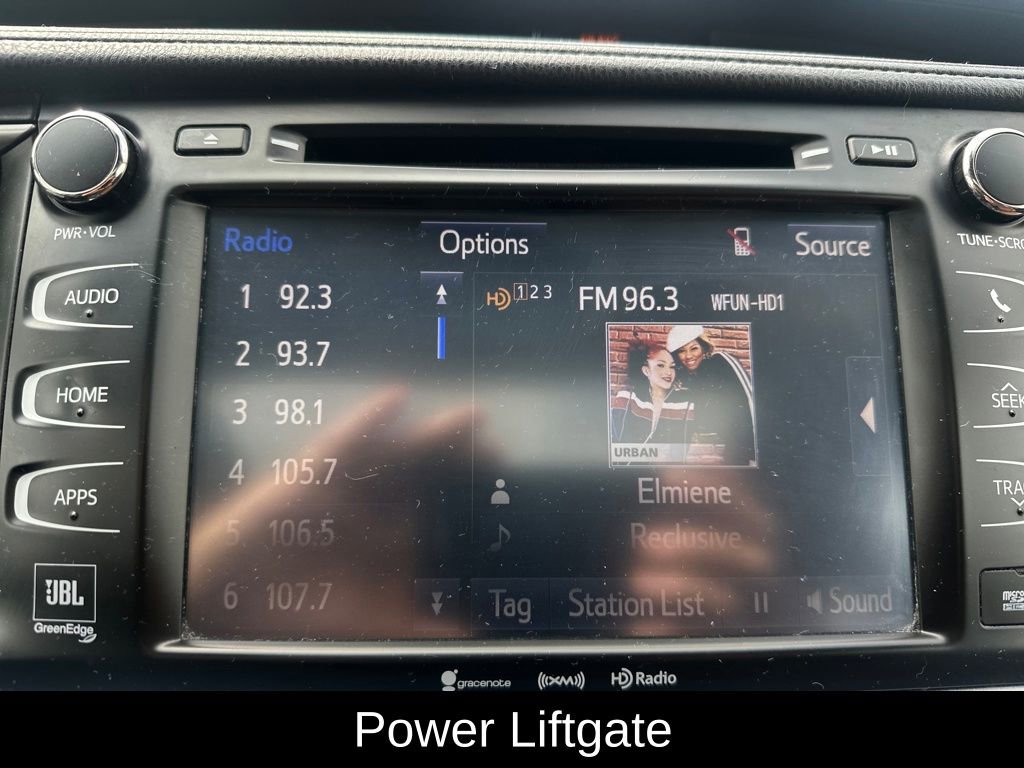 PWR·VOL
AUDIO
HOME
APPS
JBL
GreenEdge
Radio
Options
Source
1 92.3
2 93.7
3 98.1
4 105.7
5 106.5
6 107.7
HD 1 2 3
FM 96.3 WFUN-HD1
URBAN
Elmiene
Reclusive
Tag
Station List
Sound
TUNE·SCRO
SEEK
TRAC
gracenote
((XM))
HD Radio
Power Liftgate